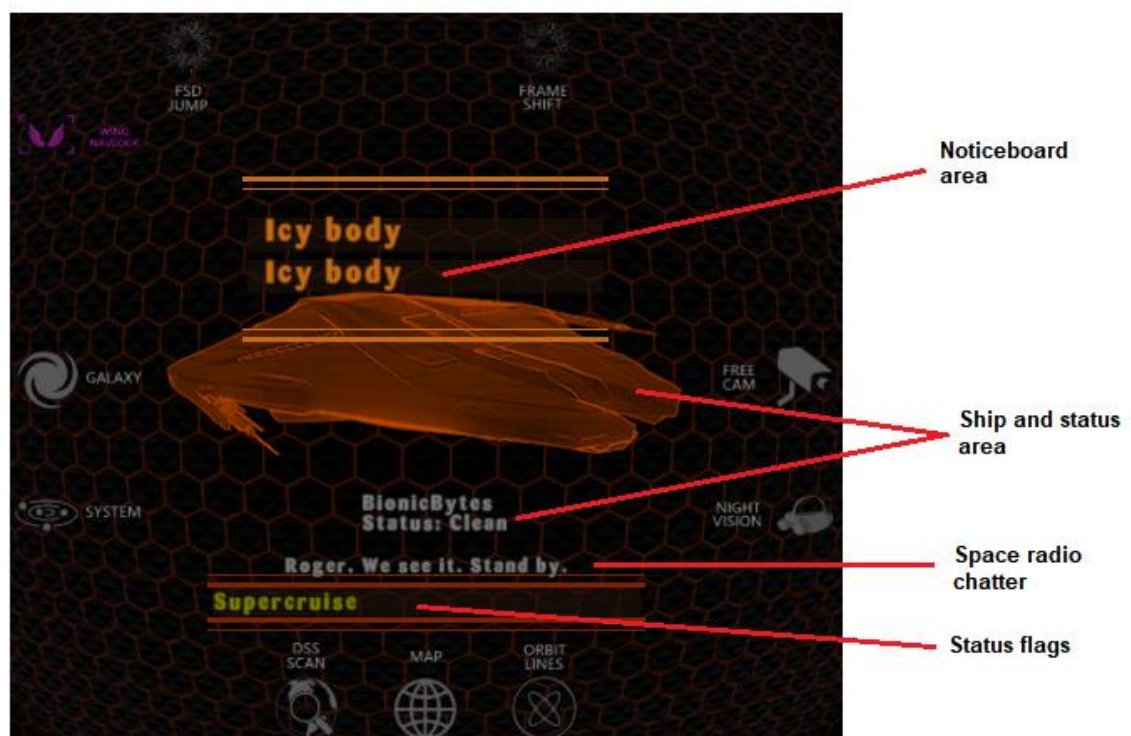 FSD
JUMP
FRAME
SHIFT
WING
NAVLOCK
Noticeboard
area
Icy body
Icy body
GALAXY
FREE
CAM
Ship and status
area
SYSTEM
BionicBytes
Status: Clean
NIGHT
VISION
Roger. We see it. Stand by.
Space radio
chatter
Supercruise
Status flags
DSS
SCAN
MAP
ORBIT
LINES